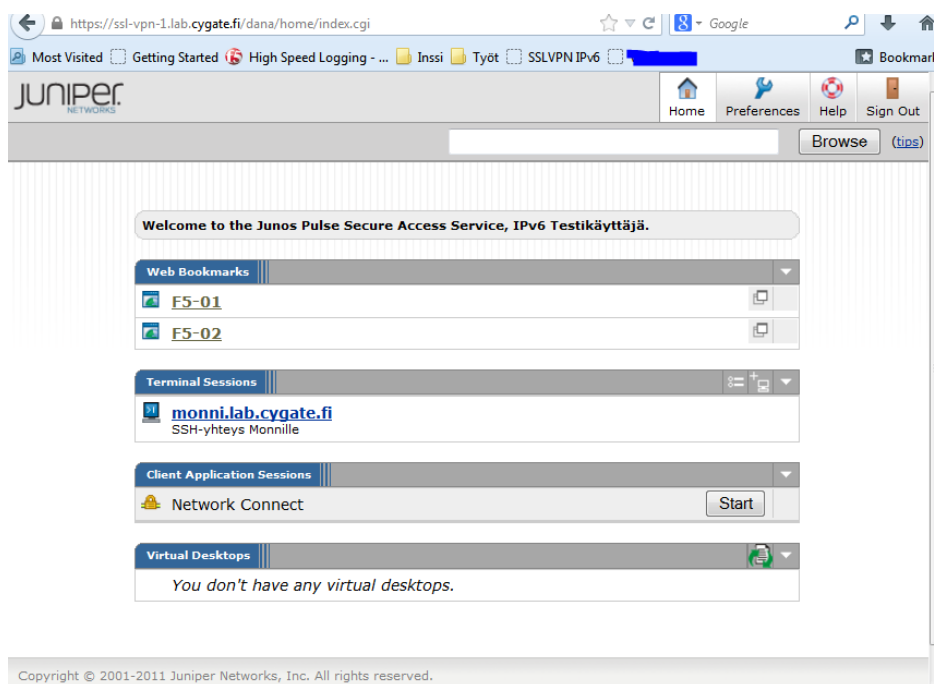 https://ssl-vpn-1.lab.cygate.fi/dana/home/index.cgi
Google
Most Visited Getting Started High Speed Logging - ... Inssi Työt SSLVPN IPv6 Bookmar
JUNIPER NETWORKS
Home Preferences Help Sign Out
Browse (tips)
Welcome to the Junos Pulse Secure Access Service, IPv6 Testikäyttäjä.
Web Bookmarks
F5-01
F5-02
Terminal Sessions
monni.lab.cygate.fi
SSH-yhteys Monnille
Client Application Sessions
Network Connect Start
Virtual Desktops
You don't have any virtual desktops.
Copyright © 2001-2011 Juniper Networks, Inc. All rights reserved.